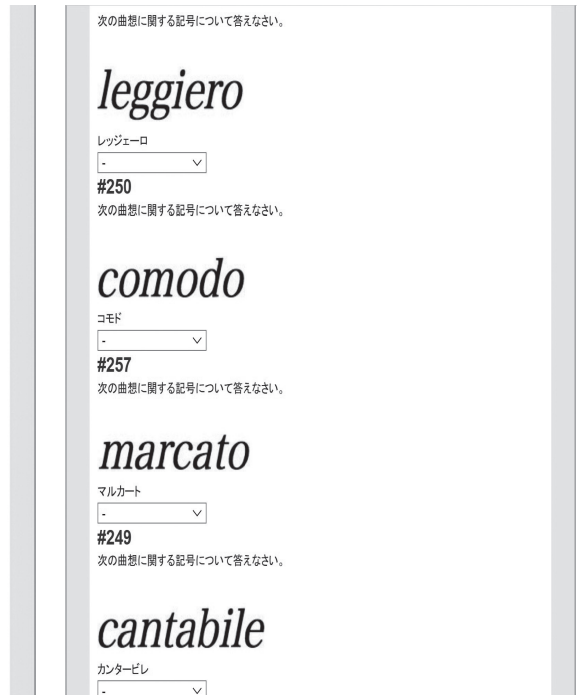 次の曲想に関する記号について答えなさい。
leggiero
レッジェーロ
-
#250
次の曲想に関する記号について答えなさい。
comodo
コモド
-
#257
次の曲想に関する記号について答えなさい。
marcato
マルカート
-
#249
次の曲想に関する記号について答えなさい。
cantabile
カンタービレ
-